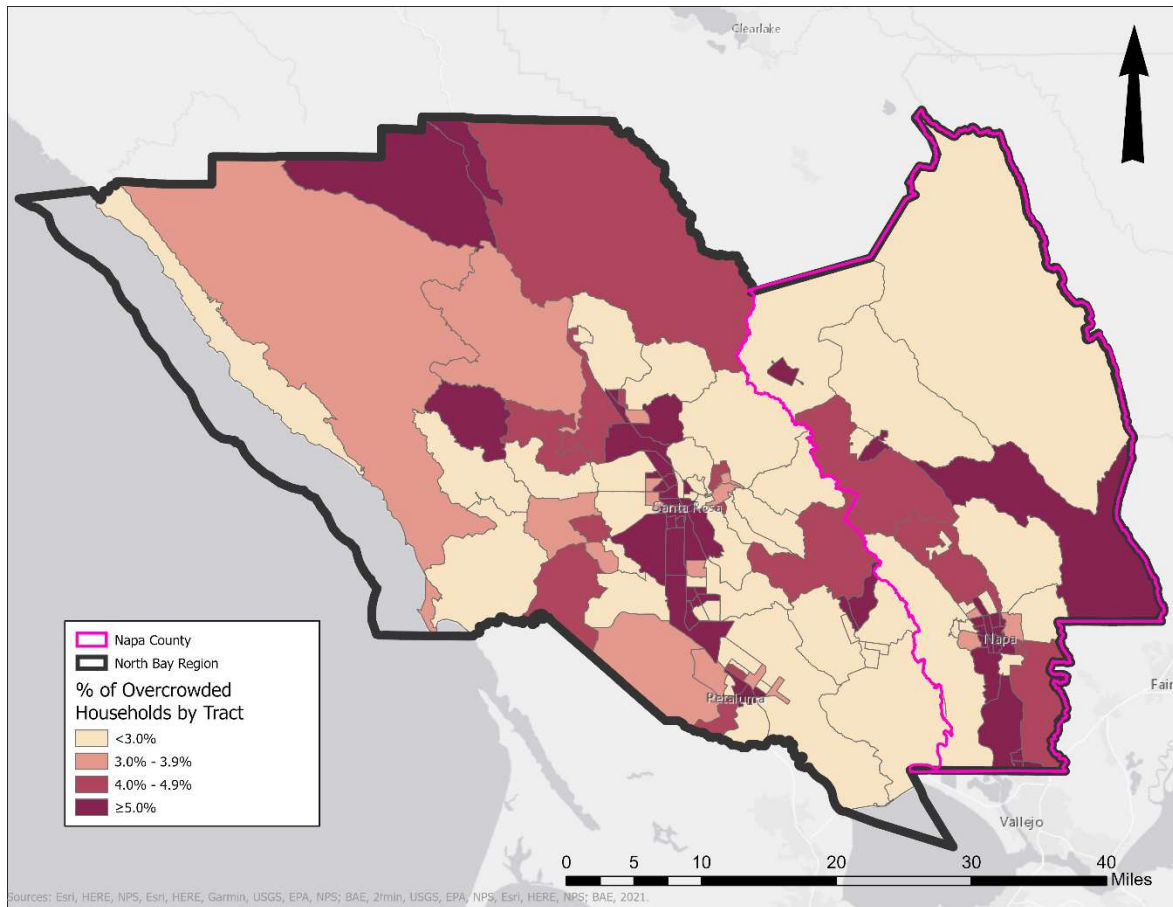 Clearlake
Santa Rosa
Napa
Petaluma
Fair
Vallejo
Napa County
North Bay Region
% of Overcrowded
Households by Tract
<3.0%
3.0% - 3.9%
4.0% - 4.9%
≥5.0%
0 5 10 20 30 40
Miles
Sources: Esri, HERE, NPS, Esri, HERE, Garmin, USGS, EPA, NPS; BAE, 2/min, USGS, EPA, NPS, Esri, HERE, NPS; BAE, 2021.